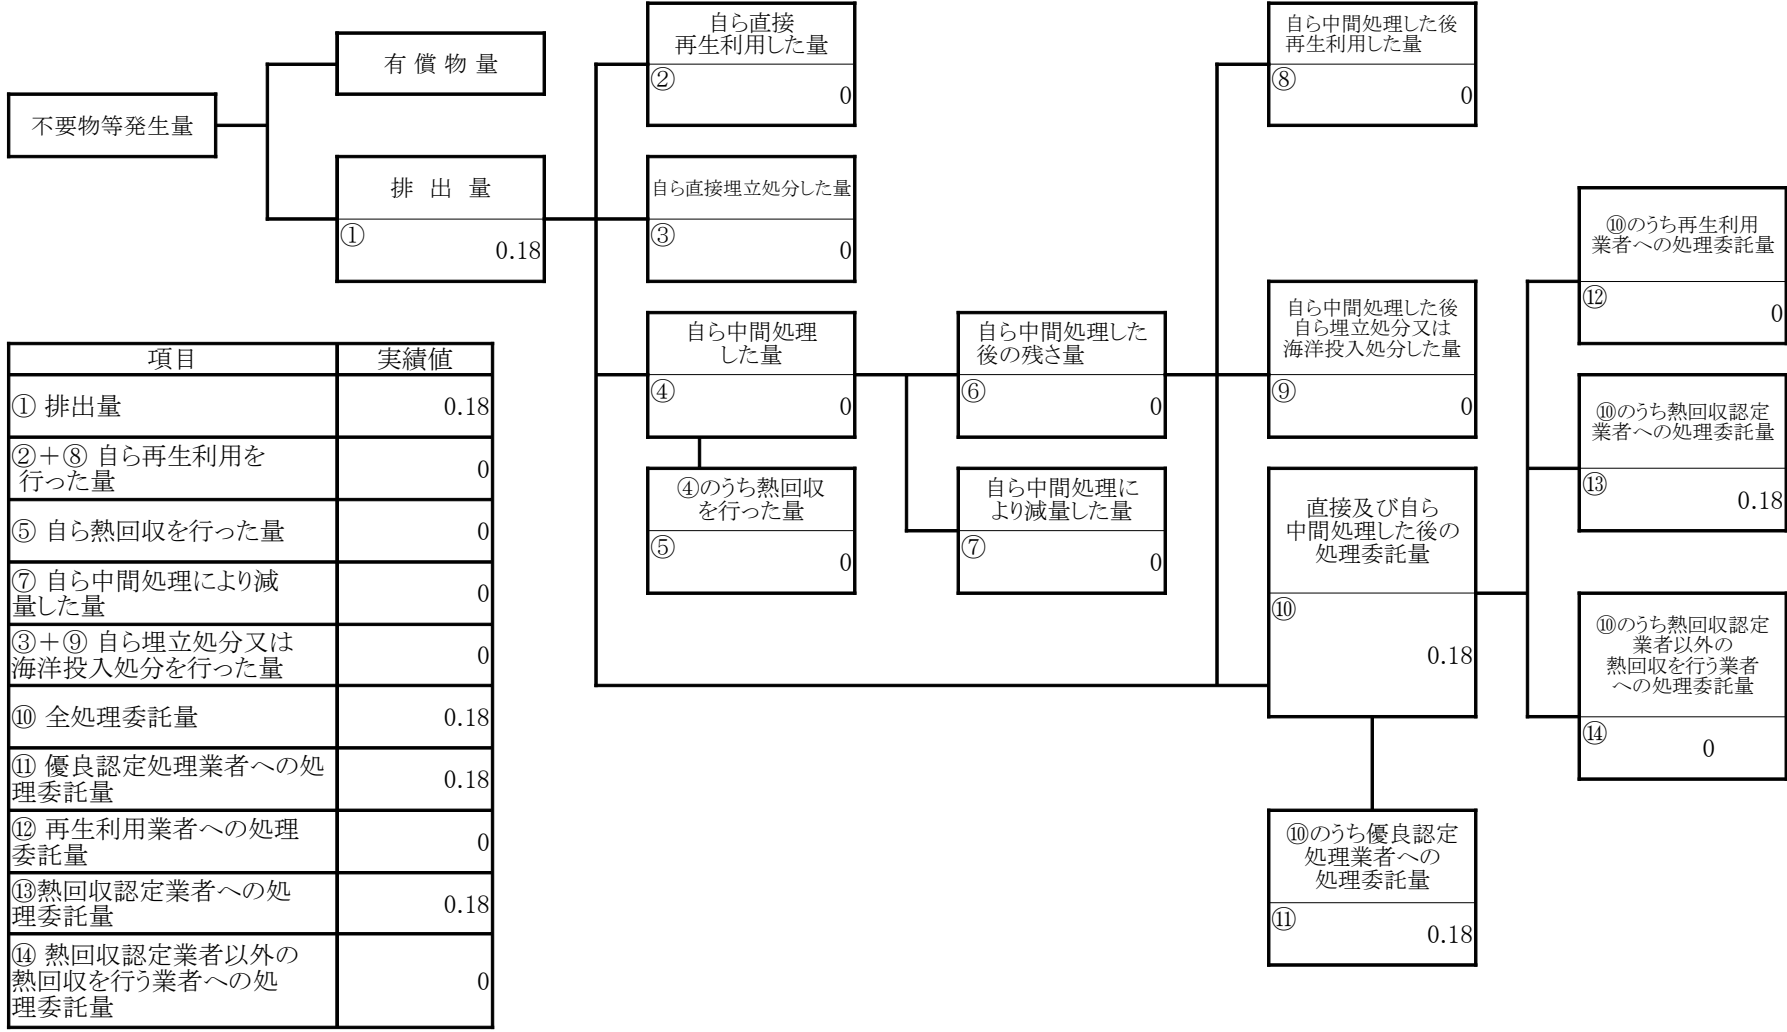 不要物等発生量
有 償 物 量
排 出 量
①
0.18
自ら直接
再生利用した量
②
0
自ら直接埋立処分した量
③
0
自ら中間処理
した量
④
0
④のうち熱回収
を行った量
⑤
0
自ら中間処理した
後の残さ量
⑥
0
自ら中間処理に
より減量した量
⑦
0
自ら中間処理した後
再生利用した量
⑧
0
自ら中間処理した後
自ら埋立処分又は
海洋投入処分した量
⑨
0
直接及び自ら
中間処理した後の
処理委託量
⑩
0.18
⑩のうち優良認定
処理業者への
処理委託量
⑪
0.18
⑩のうち再生利用
業者への処理委託量
⑫
0
⑩のうち熱回収認定
業者への処理委託量
⑬
0.18
⑩のうち熱回収認定
業者以外の
熱回収を行う業者
への処理委託量
⑭
0
項目 実績値
① 排出量 0.18
②+⑧ 自ら再生利用を
行った量 0
⑤ 自ら熱回収を行った量 0
⑦ 自ら中間処理により減
量した量 0
③+⑨ 自ら埋立処分又は
海洋投入処分を行った量 0
⑩ 全処理委託量 0.18
⑪ 優良認定処理業者への処
理委託量 0.18
⑫ 再生利用業者への処理
委託量 0
⑬熱回収認定業者への処
理委託量 0.18
⑭ 熱回収認定業者以外の
熱回収を行う業者への処
理委託量 0